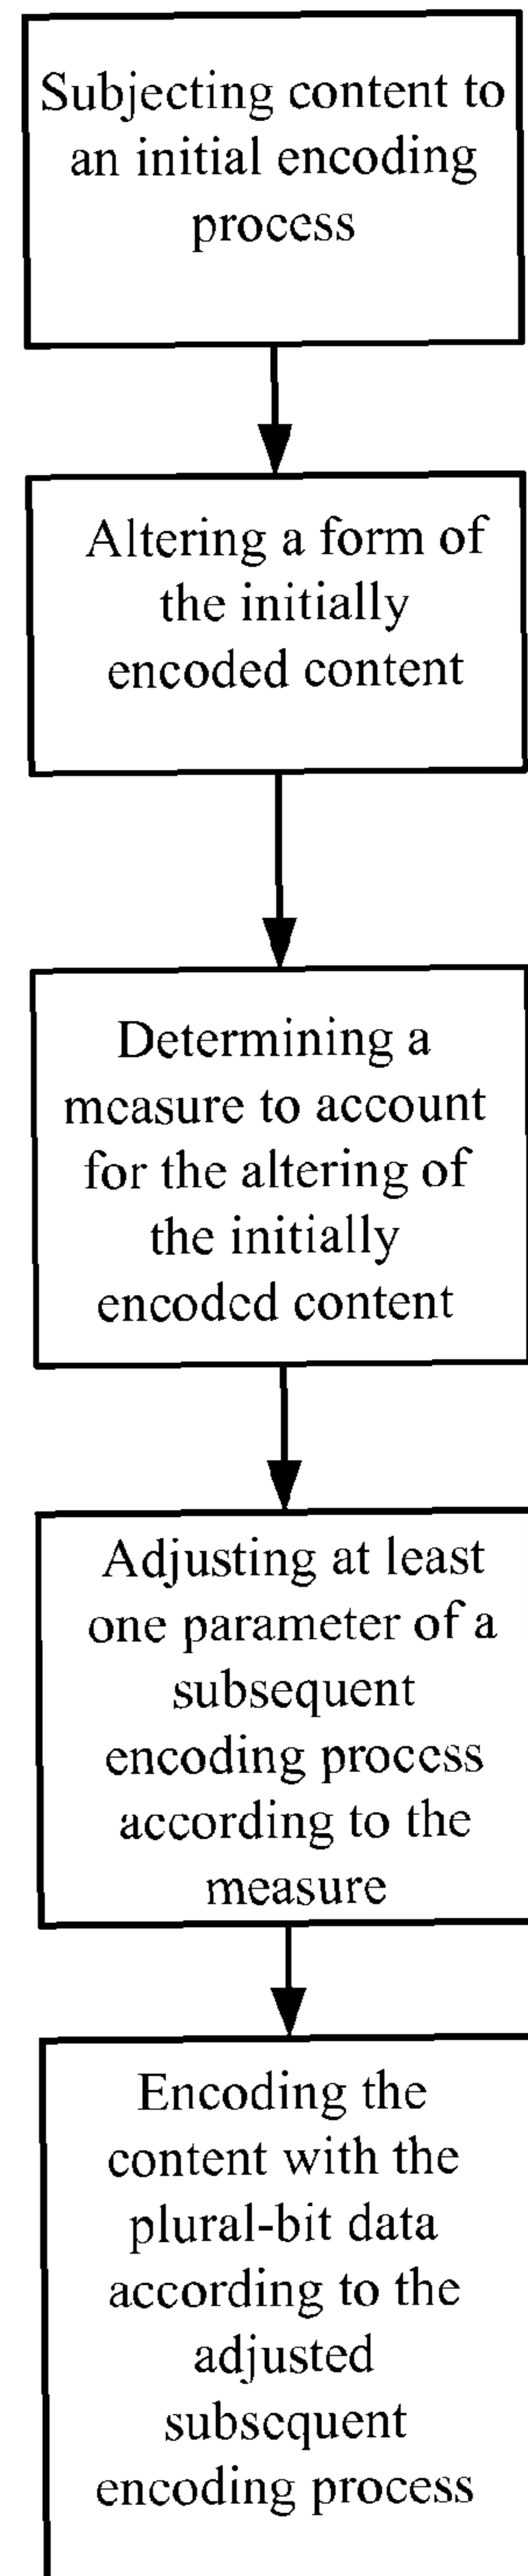 Subjecting content to
an initial encoding
process
Altering a form of
the initially
encoded content
Determining a
measure to account
for the altering of
the initially
encoded content
Adjusting at least
one parameter of a
subsequent
encoding process
according to the
measure
Encoding the
content with the
plural-bit data
according to the
adjusted
subsequent
encoding process